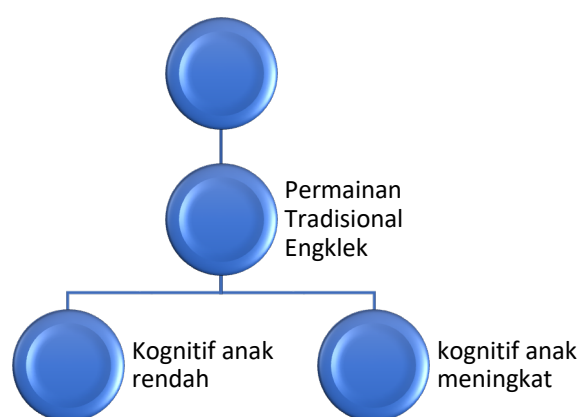 Permainan
Tradisional
Engklek
Kognitif anak
rendah
kognitif anak
meningkat